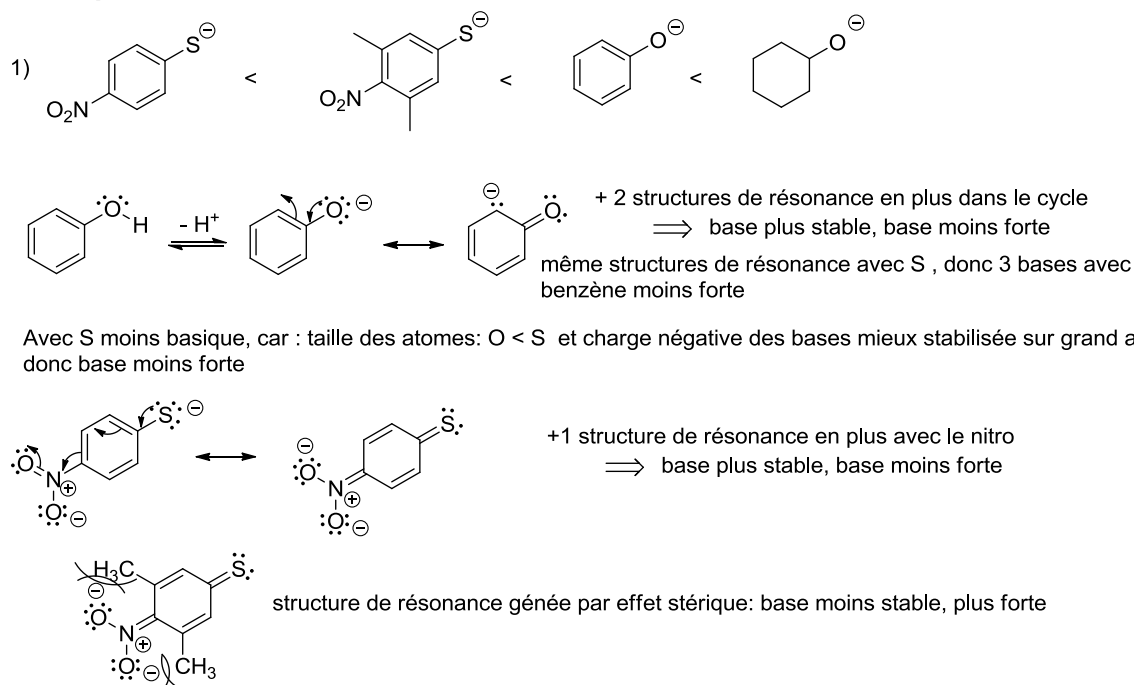 1)
S⊖
O₂N
<
S⊖
O₂N
<
O⊖
<
O⊖
O
H
- H⁺
O ⊖
⊖
O
+ 2 structures de résonance en plus dans le cycle
⟹ base plus stable, base moins forte
même structures de résonance avec S , donc 3 bases avec
benzène moins forte
Avec S moins basique, car : taille des atomes: O < S et charge négative des bases mieux stabilisée sur grand a
donc base moins forte
S ⊖
O
N
⊕
O ⊖
S
⊖
O
N
⊕
O ⊖
+1 structure de résonance en plus avec le nitro
⟹ base plus stable, base moins forte
H₃C
S
⊖
O
N
⊕
O ⊖
CH₃
structure de résonance génée par effet stérique: base moins stable, plus forte